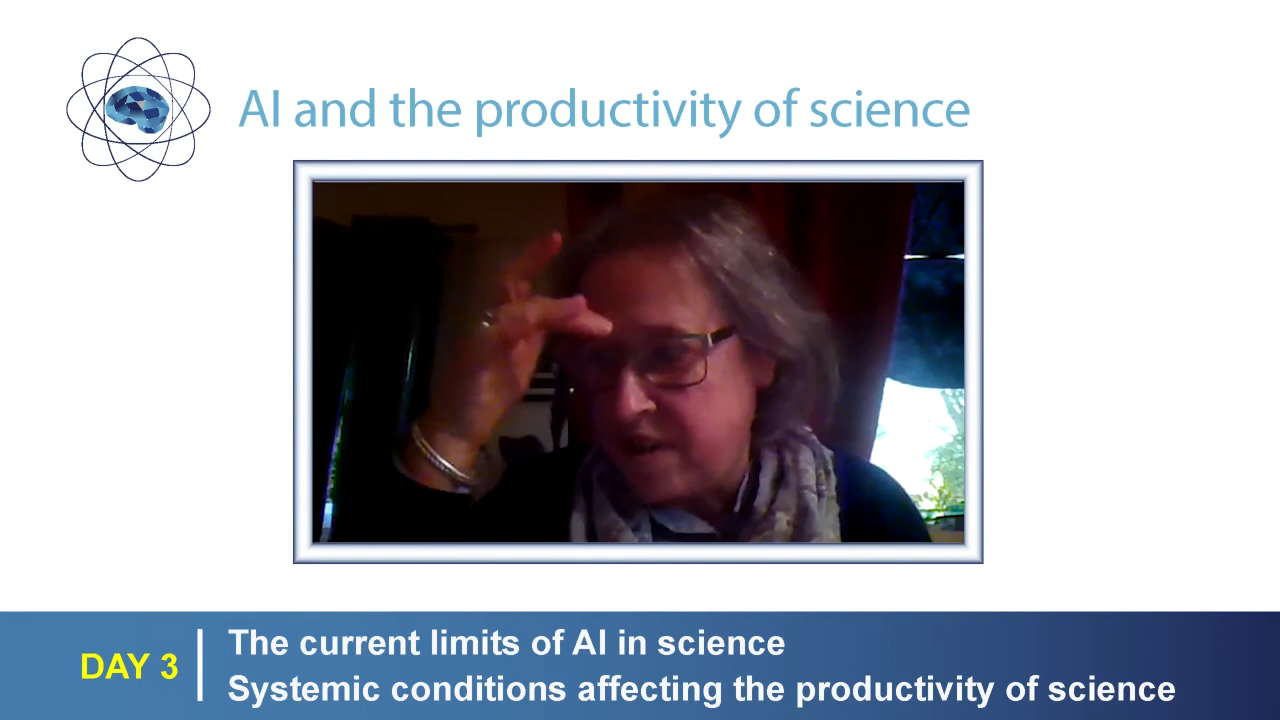 AI and the productivity of science
DAY 3
The current limits of AI in science
Systemic conditions affecting the productivity of science